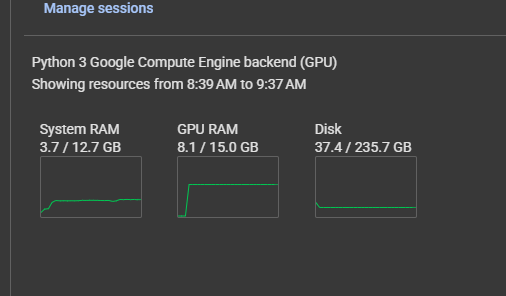 Manage sessions
Python 3 Google Compute Engine backend (GPU)
Showing resources from 8:39 AM to 9:37 AM
System RAM
3.7 / 12.7 GB
GPU RAM
8.1 / 15.0 GB
Disk
37.4 / 235.7 GB